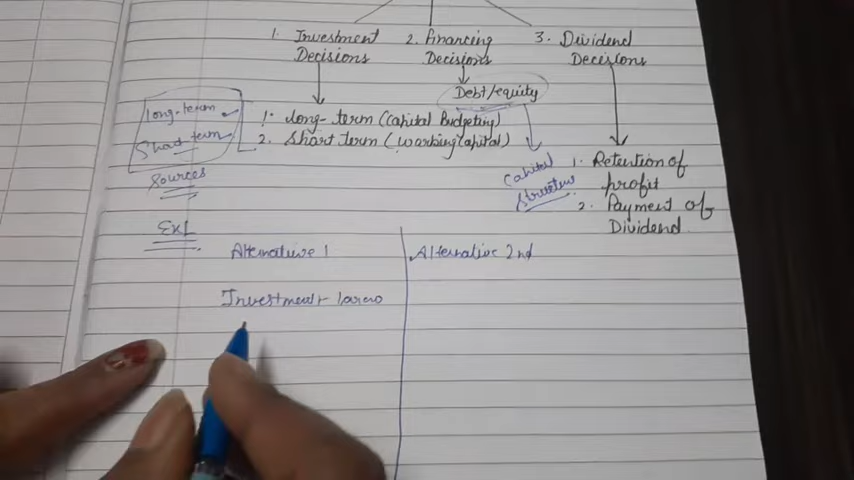 1. Investment Decisions
2. Financing Decisions
3. Dividend Decisions
Debt/equity
Long-term
Short term
Sources
1. Long-term (Capital Budgeting)
2. Short term (working Capital)
Capital Structure
1. Retention of profit
2. Payment of Dividend.
Ex1
Alternative 1
Alternative 2nd
Investment